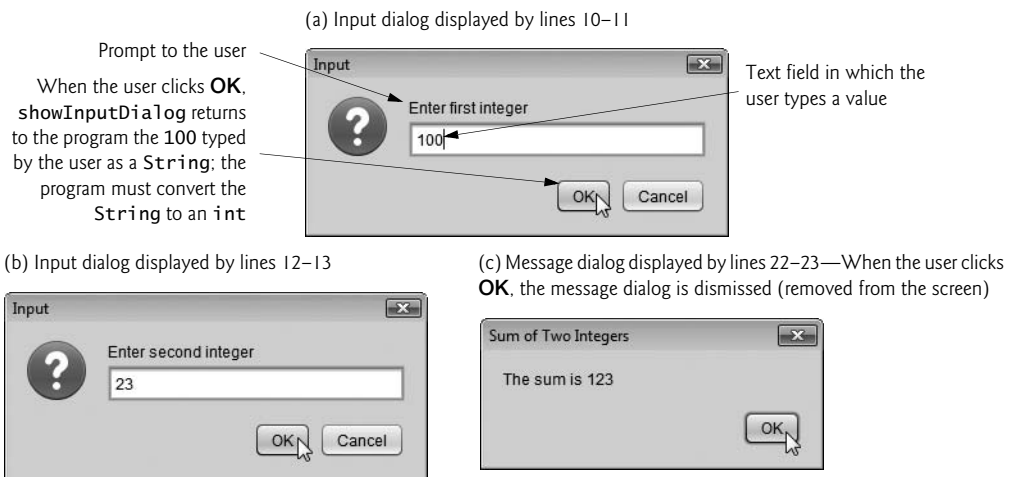 (a) Input dialog displayed by lines 10–11
Prompt to the user
When the user clicks OK,
showInputDialog returns
to the program the 100 typed
by the user as a String; the
program must convert the
String to an int
Input
Enter first integer
100
OK
Cancel
Text field in which the
user types a value
(b) Input dialog displayed by lines 12–13
Input
Enter second integer
23
OK
Cancel
(c) Message dialog displayed by lines 22–23—When the user clicks
OK, the message dialog is dismissed (removed from the screen)
Sum of Two Integers
The sum is 123
OK